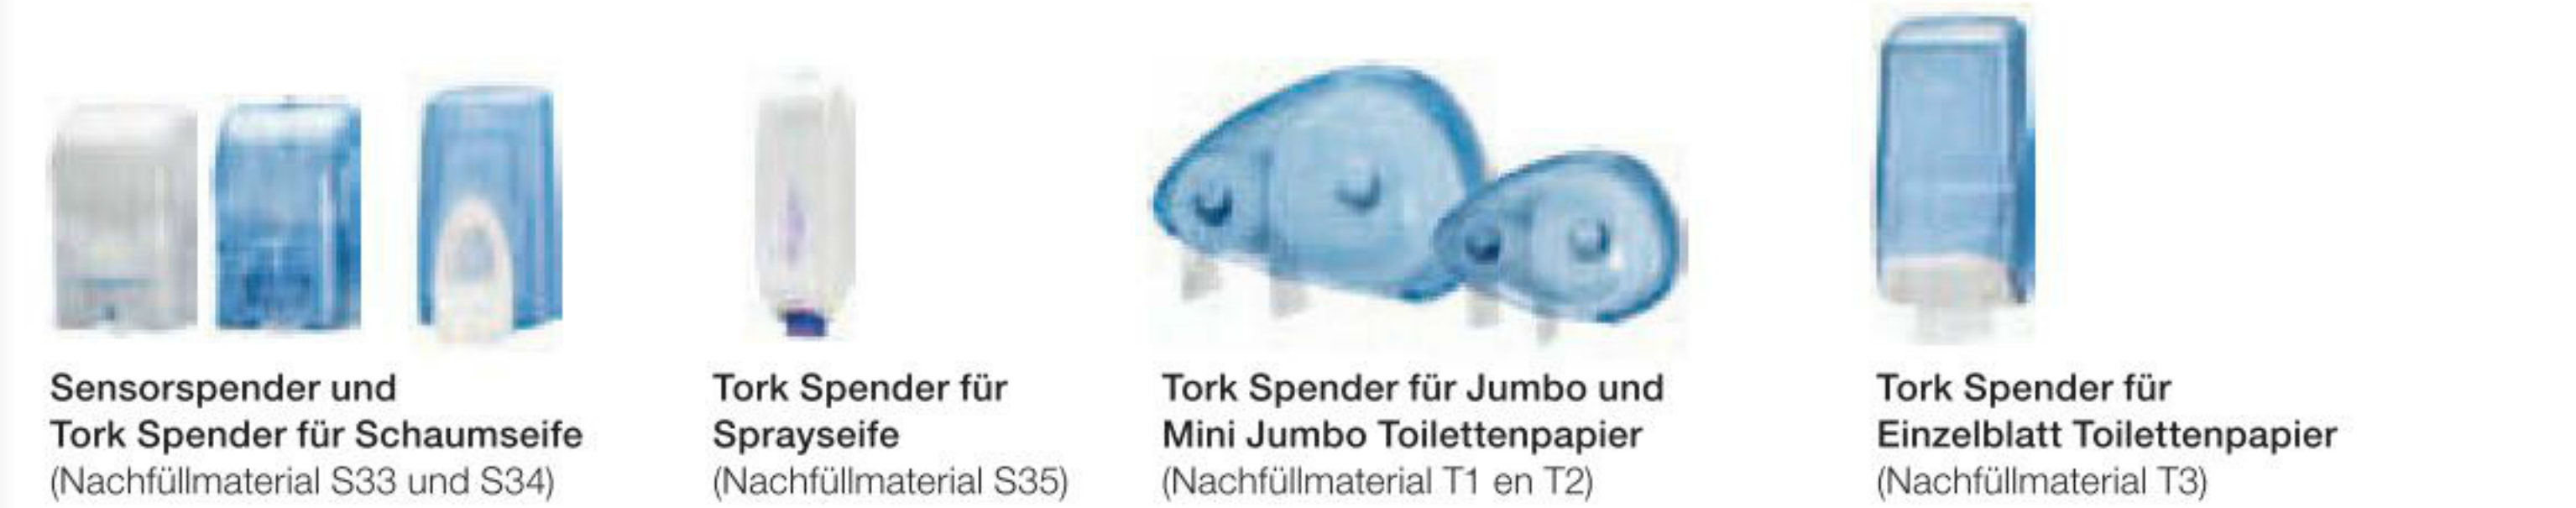 Sensorspender und
Tork Spender für Schaumseife
(Nachfüllmaterial S33 und S34)
Tork Spender für
Sprayseife
(Nachfüllmaterial S35)
Tork Spender für Jumbo und
Mini Jumbo Toilettenpapier
(Nachfüllmaterial T1 en T2)
Tork Spender für
Einzelblatt Toilettenpapier
(Nachfüllmaterial T3)